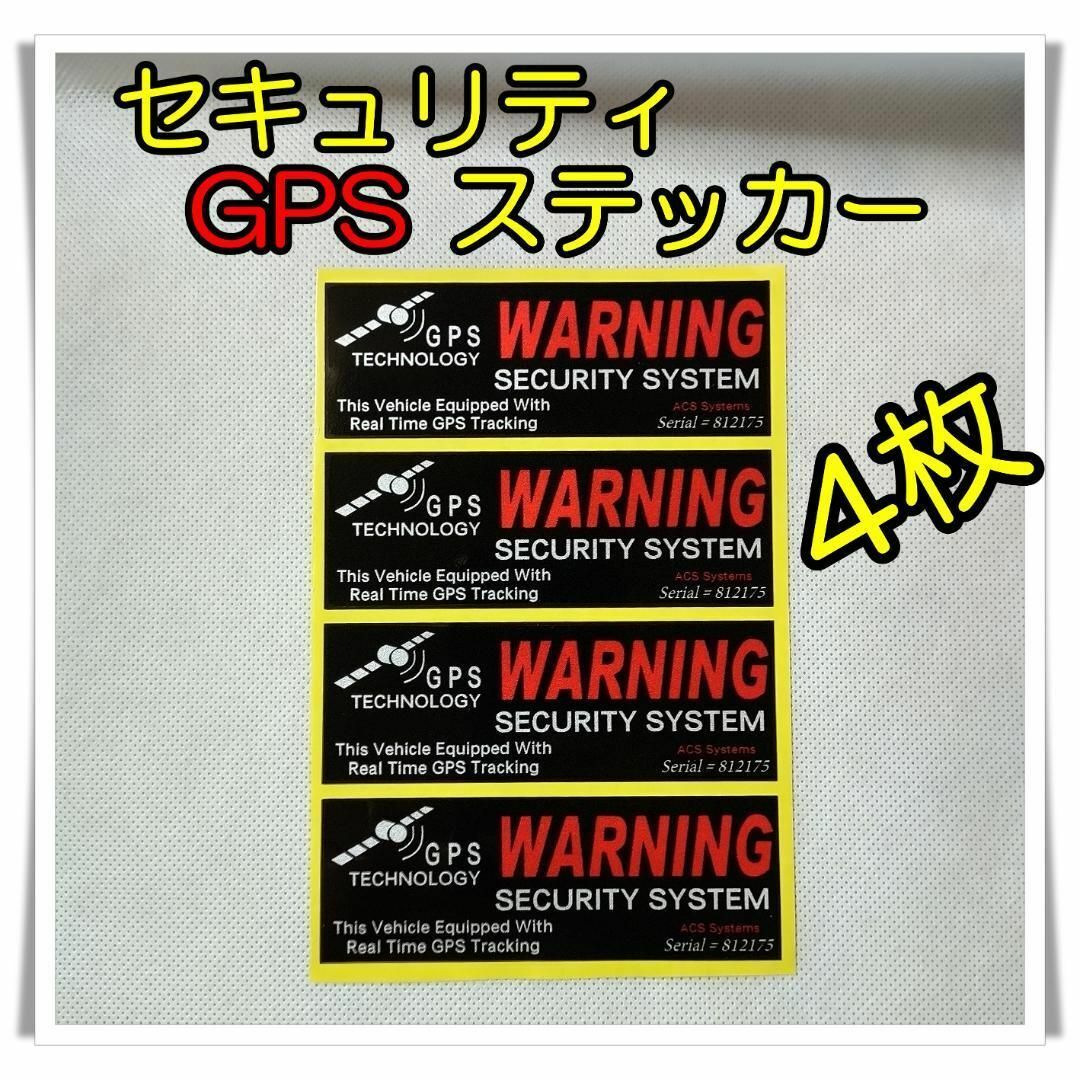 セキュリティ
GPS ステッカー
4枚
GPS
TECHNOLOGY
WARNING
SECURITY SYSTEM
This Vehicle Equipped With
Real Time GPS Tracking
ACS Systems
Serial = 812175
GPS
TECHNOLOGY
WARNING
SECURITY SYSTEM
This Vehicle Equipped With
Real Time GPS Tracking
ACS Systems
Serial = 812175
GPS
TECHNOLOGY
WARNING
SECURITY SYSTEM
This Vehicle Equipped With
Real Time GPS Tracking
ACS Systems
Serial = 812175
GPS
TECHNOLOGY
WARNING
SECURITY SYSTEM
This Vehicle Equipped With
Real Time GPS Tracking
ACS Systems
Serial = 812175